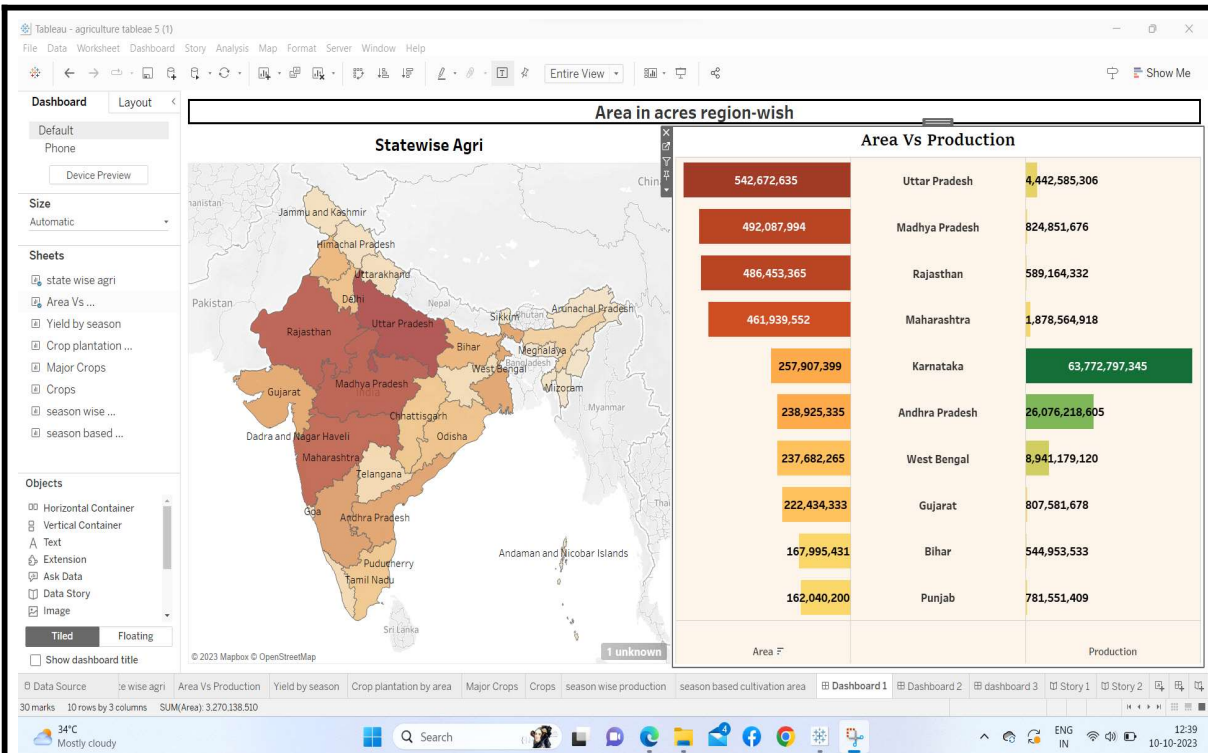 Tableau - agriculture tableae 5 (1)
File Data Worksheet Dashboard Story Analysis Map Format Server Window Help
Entire View
Show Me
Dashboard Layout
Default
Phone
Device Preview
Size
Automatic
Sheets
state wise agri
Area Vs ...
Yield by season
Crop plantation ...
Major Crops
Crops
season wise ...
season based ...
Objects
Horizontal Container
Vertical Container
Text
Extension
Ask Data
Data Story
Image
Tiled Floating
Show dashboard title
Area in acres region-wish
Statewise Agri
Chin
anistan
Jammu and Kashmir
Himachal Pradesh
Uttarakhand
Pakistan
Delhi
Nepal
Sikkim
Bhutan
Arunachal Pradesh
Rajasthan
Uttar Pradesh
Bihar
Meghalaya
Bangladesh
West Bengal
Gujarat
Madhya Pradesh
India
Mizoram
Myanmar
Chhattisgarh
Dadra and Nagar Haveli
Odisha
Maharashtra
Telangana
Thai
Goa
Andhra Pradesh
Andaman and Nicobar Islands
Puducherry
Tamil Nadu
Sri Lanka
© 2023 Mapbox © OpenStreetMap
1 unknown
Area Vs Production
542,672,635 Uttar Pradesh 4,442,585,306
492,087,994 Madhya Pradesh 824,851,676
486,453,365 Rajasthan 589,164,332
461,939,552 Maharashtra 1,878,564,918
257,907,399 Karnataka 63,772,797,345
238,925,335 Andhra Pradesh 26,076,218,605
237,682,265 West Bengal 8,941,179,120
222,434,333 Gujarat 807,581,678
167,995,431 Bihar 544,953,533
162,040,200 Punjab 781,551,409
Area Production
Data Source te wise agri Area Vs Production Yield by season Crop plantation by area Major Crops Crops season wise production season based cultivation area Dashboard 1 Dashboard 2 dashboard 3 Story 1 Story 2
30 marks 10 rows by 3 columns SUM(Area): 3,270,138,510
34°C
Mostly cloudy
Search
4
ENG
IN
12:39
10-10-2023